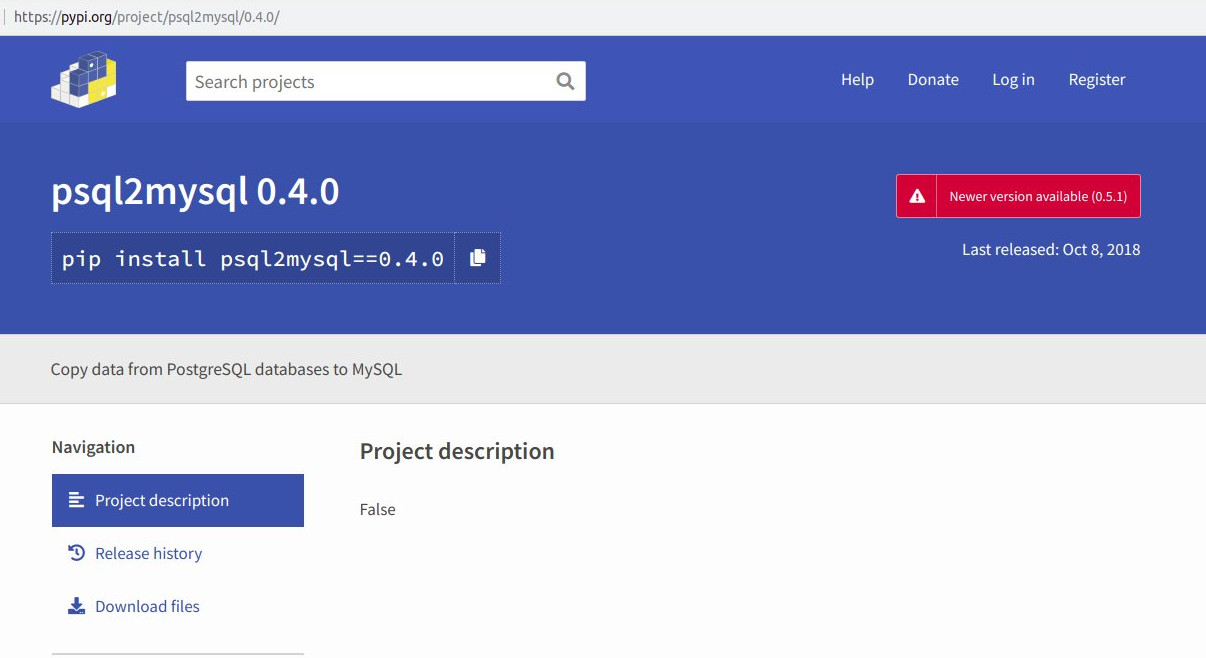 https://pypi.org/project/psql2mysql/0.4.0/
Search projects
Help Donate Log in Register
psql2mysql 0.4.0
Newer version available (0.5.1)
pip install psql2mysql==0.4.0
Last released: Oct 8, 2018
Copy data from PostgreSQL databases to MySQL
Navigation
Project description
Release history
Download files
Project description
False